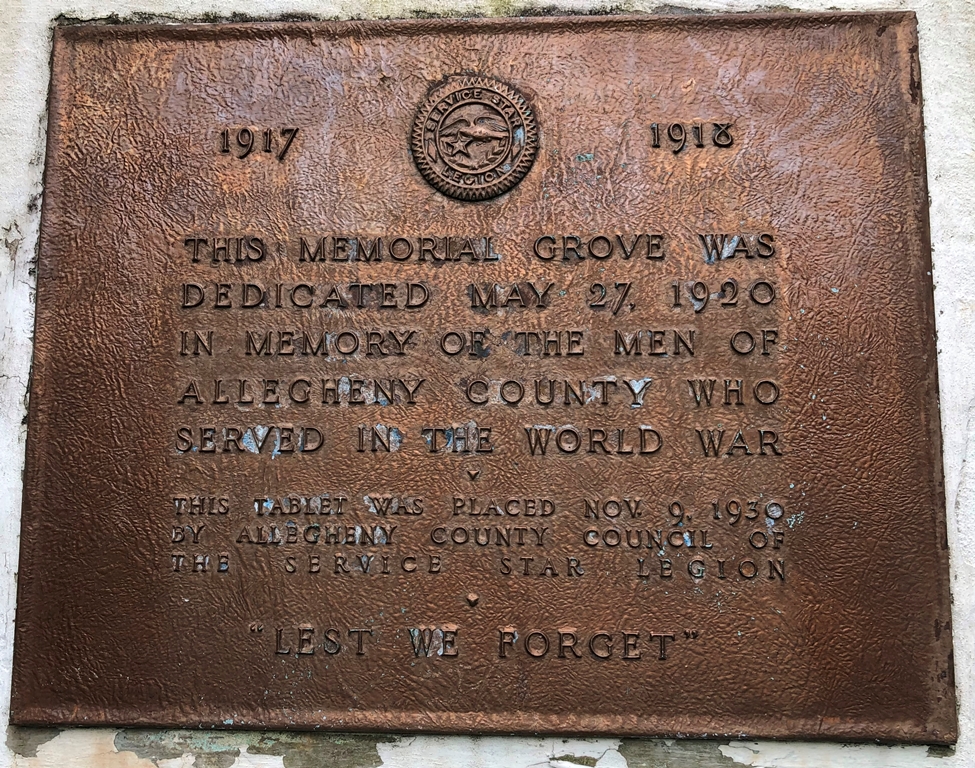 1917 SERVICE STAR LEGION 1918
THIS MEMORIAL GROVE WAS
DEDICATED MAY 27, 1920
IN MEMORY OF THE MEN OF
ALLEGHENY COUNTY WHO
SERVED IN THE WORLD WAR
THIS TABLET WAS PLACED NOV. 9, 1930,
BY ALLEGHENY COUNTY COUNCIL OF
THE SERVICE STAR LEGION
"LEST WE FORGET"